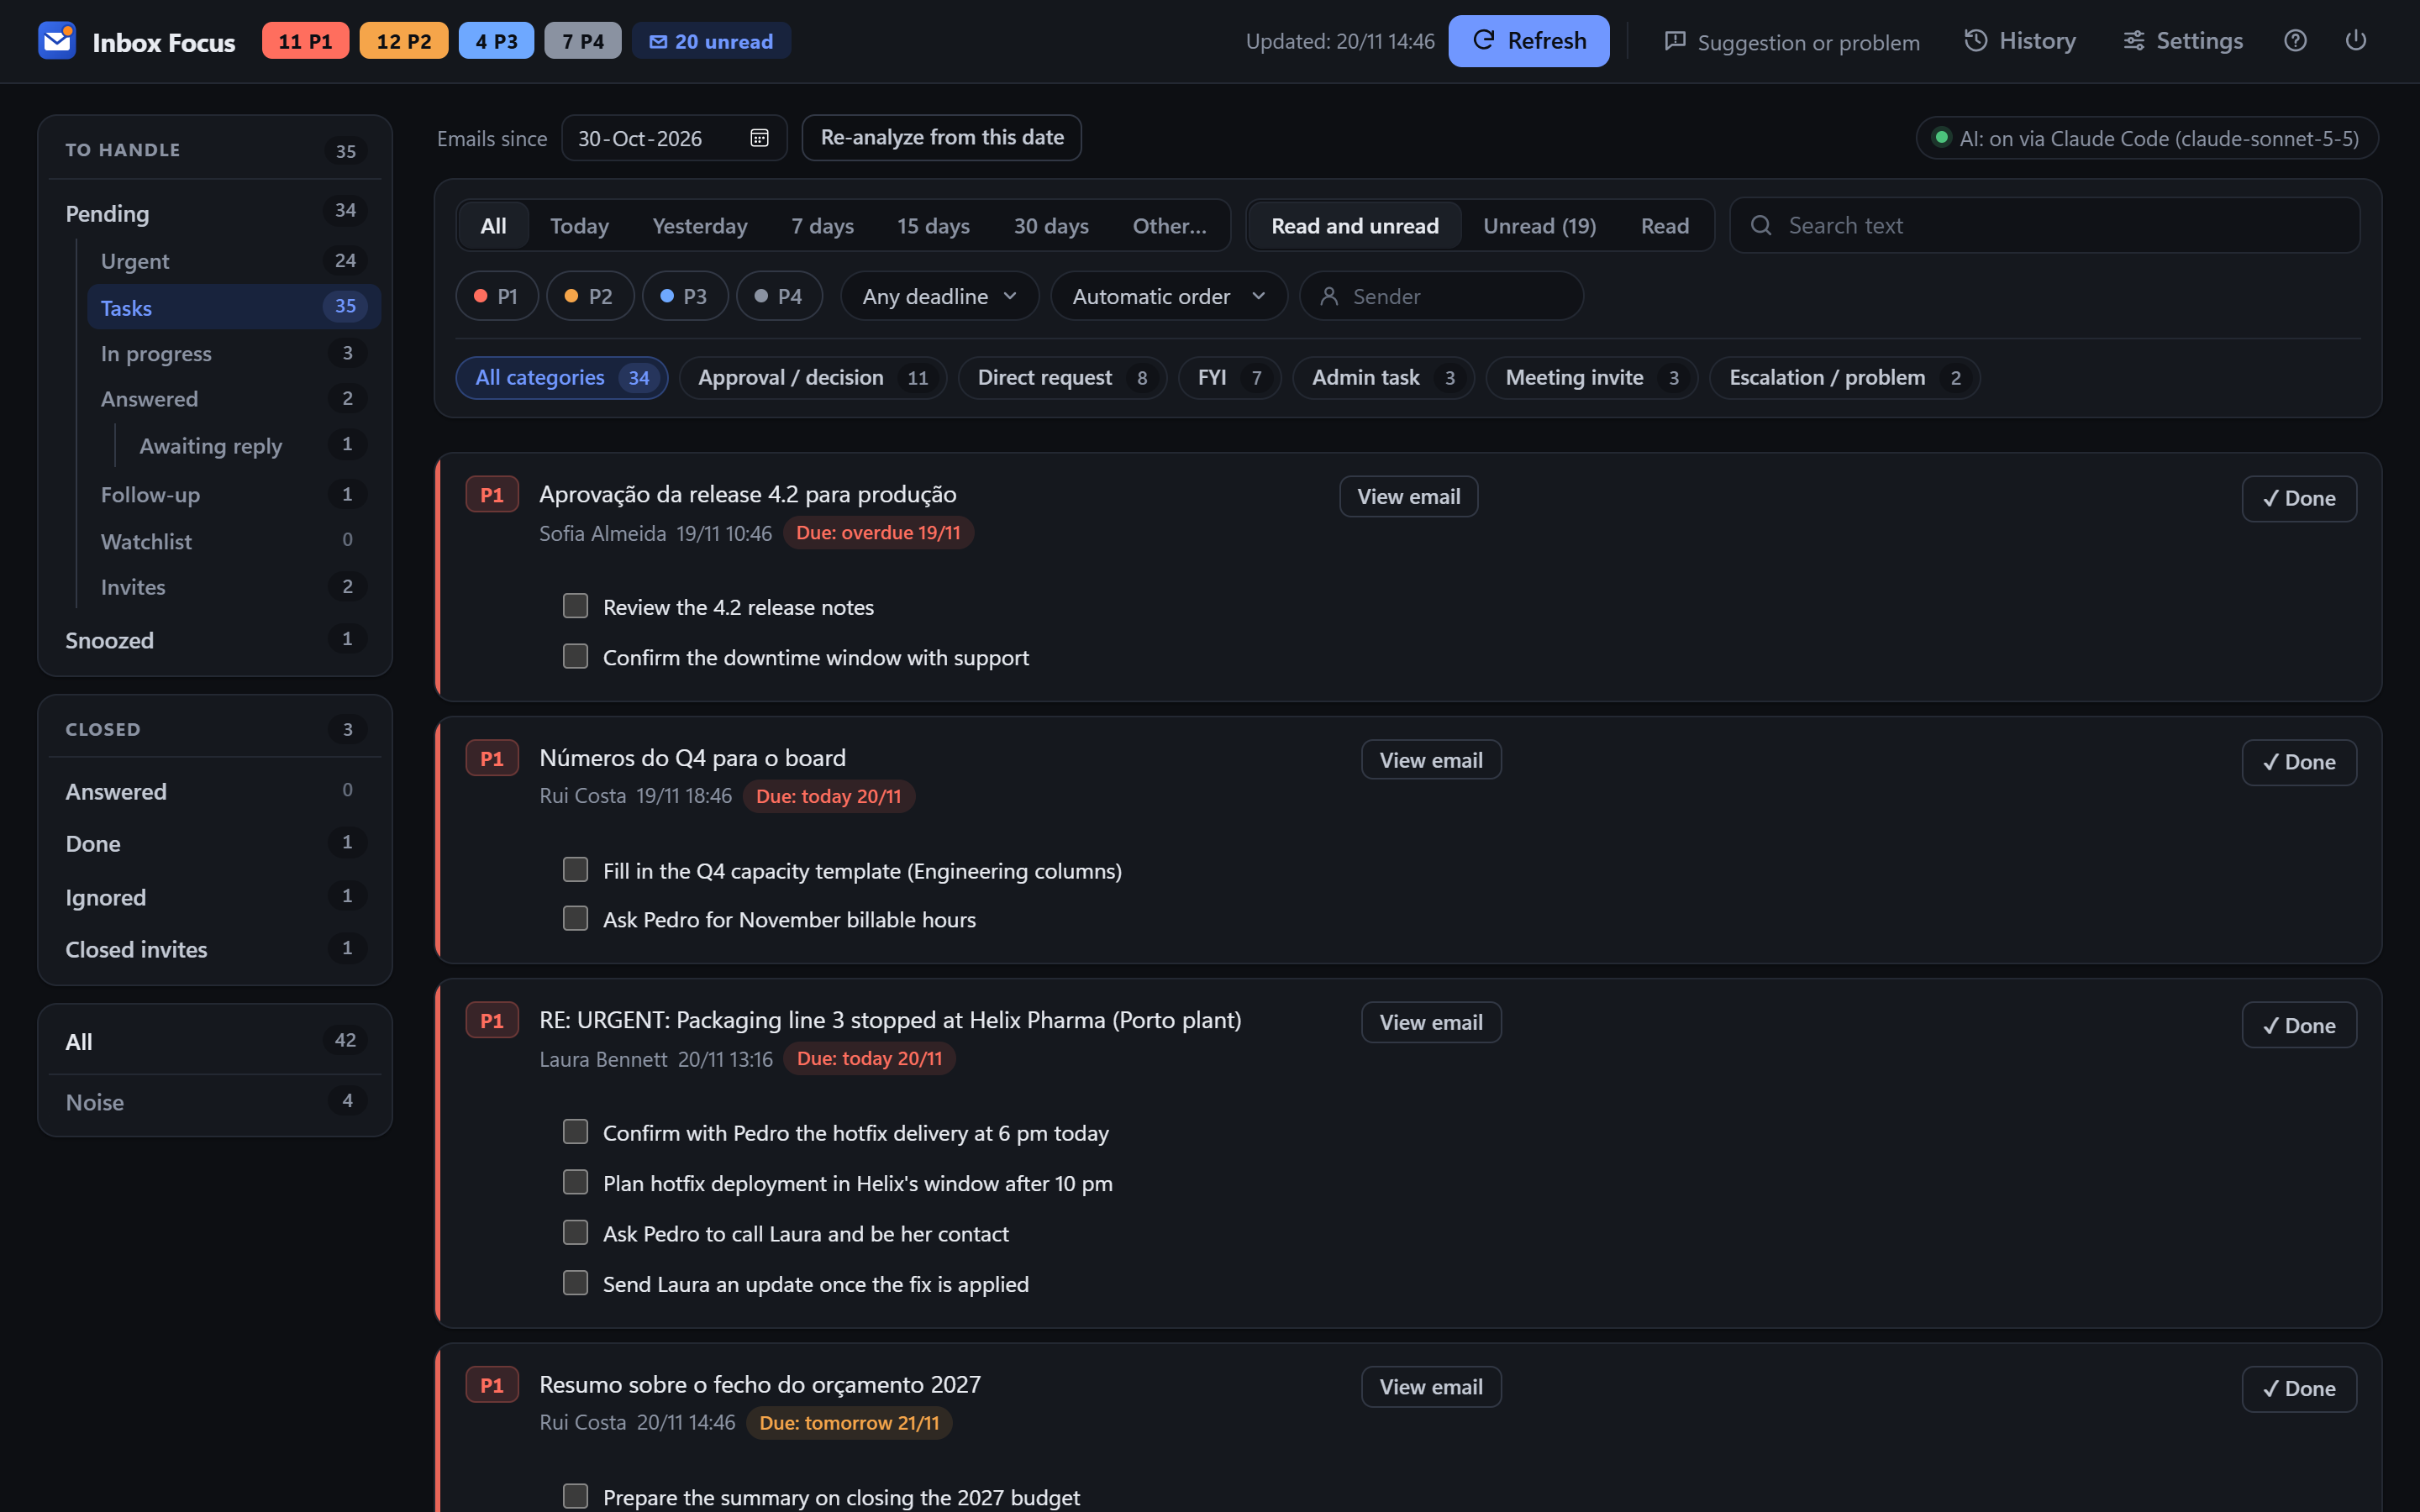 Inbox Focus 11 P1 12 P2 4 P3 7 P4 20 unread Updated: 20/11 14:46 Refresh Suggestion or problem History Settings
TO HANDLE 35
Pending 34
Urgent 24
Tasks 35
In progress 3
Answered 2
Awaiting reply 1
Follow-up 1
Watchlist 0
Invites 2
Snoozed 1
CLOSED 3
Answered 0
Done 1
Ignored 1
Closed invites 1
All 42
Noise 4
Emails since 30-Oct-2026 Re-analyze from this date AI: on via Claude Code (claude-sonnet-5-5)
All Today Yesterday 7 days 15 days 30 days Other... Read and unread Unread (19) Read Search text
P1 P2 P3 P4 Any deadline Automatic order Sender
All categories 34 Approval / decision 11 Direct request 8 FYI 7 Admin task 3 Meeting invite 3 Escalation / problem 2
P1 Aprovação da release 4.2 para produção View email ✓ Done
Sofia Almeida 19/11 10:46 Due: overdue 19/11
Review the 4.2 release notes
Confirm the downtime window with support
P1 Números do Q4 para o board View email ✓ Done
Rui Costa 19/11 18:46 Due: today 20/11
Fill in the Q4 capacity template (Engineering columns)
Ask Pedro for November billable hours
P1 RE: URGENT: Packaging line 3 stopped at Helix Pharma (Porto plant) View email ✓ Done
Laura Bennett 20/11 13:16 Due: today 20/11
Confirm with Pedro the hotfix delivery at 6 pm today
Plan hotfix deployment in Helix's window after 10 pm
Ask Pedro to call Laura and be her contact
Send Laura an update once the fix is applied
P1 Resumo sobre o fecho do orçamento 2027 View email ✓ Done
Rui Costa 20/11 14:46 Due: tomorrow 21/11
Prepare the summary on closing the 2027 budget